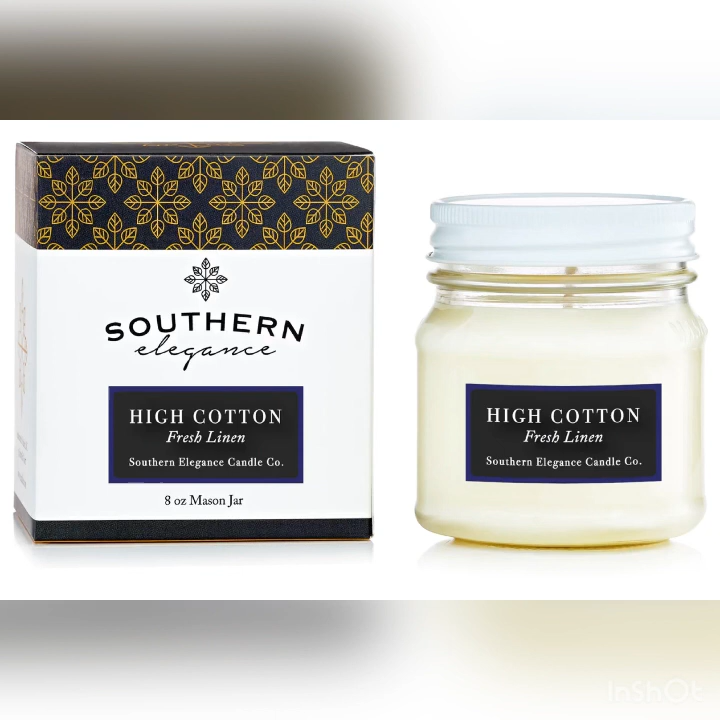 SOUTHERN
elegance
HIGH COTTON
Fresh Linen
Southern Elegance Candle Co.
8 oz Mason Jar
HIGH COTTON
Fresh Linen
Southern Elegance Candle Co.
InShOt